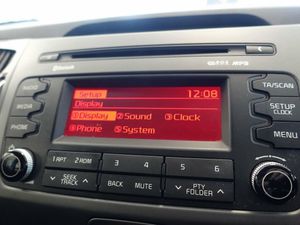 Bluetooth
MP3
RADIO
MEDIA
PHONE
Setup 12:08
Display
①Display ②Sound ③Clock
④Phone ⑤System
TA/SCAN
SETUP
CLOCK
MENU
1 RPT 2 RDM 3 4 5 6
SEEK
TRACK
BACK MUTE
PTY
FOLDER